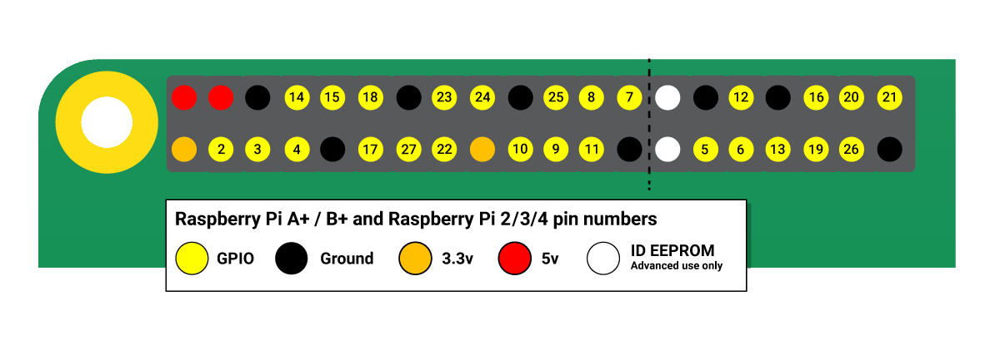 14 15 18 23 24 25 8 7 12 16 20 21
2 3 4 17 27 22 10 9 11 5 6 13 19 26
Raspberry Pi A+ / B+ and Raspberry Pi 2/3/4 pin numbers
GPIO Ground 3.3v 5v ID EEPROM
Advanced use only